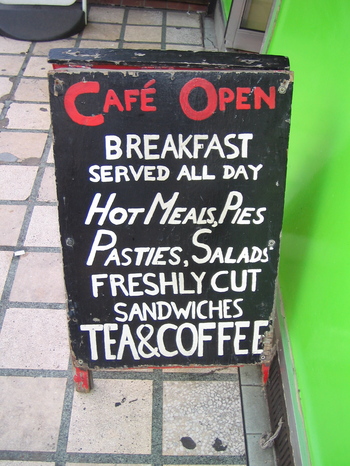 CAFÉ OPEN
BREAKFAST
SERVED ALL DAY
HOT MEALS, PIES
PASTIES, SALADS
FRESHLY CUT
SANDWICHES
TEA&COFFEE